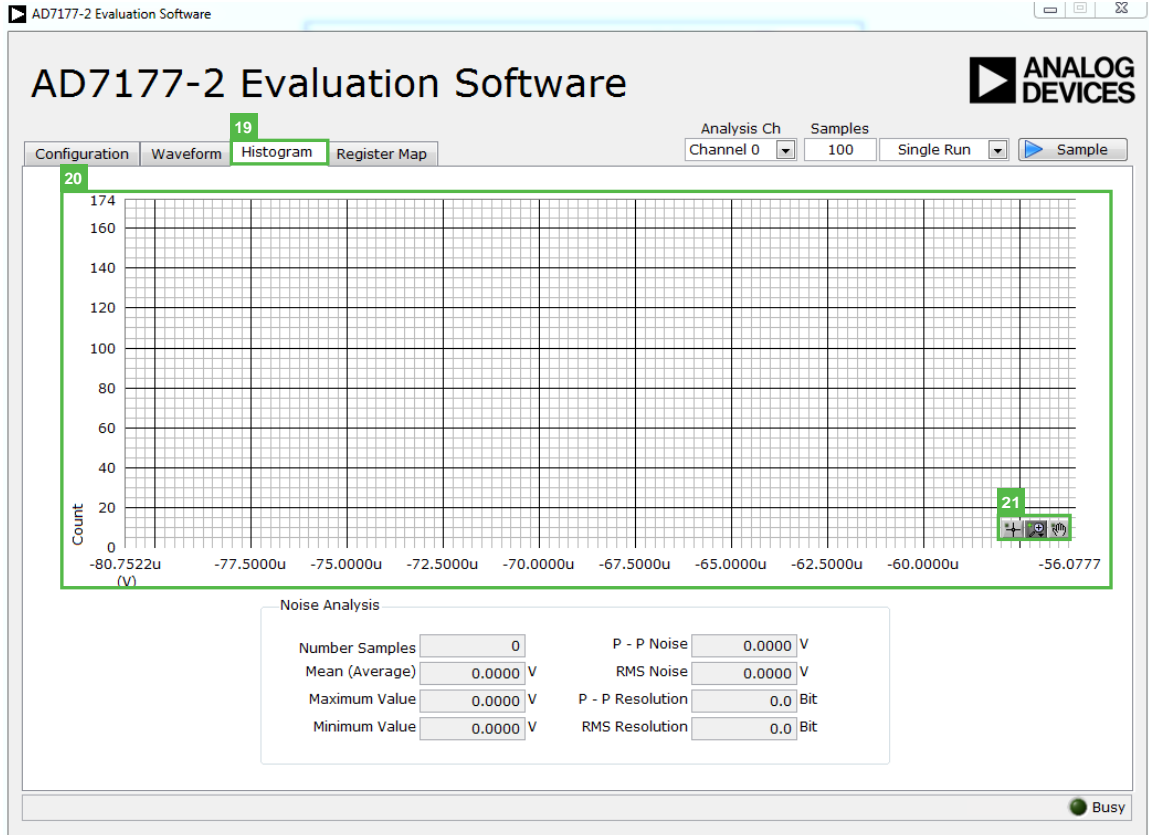 AD7177-2 Evaluation Software
AD7177-2 Evaluation Software
ANALOG
DEVICES
Analysis Ch Samples
19
Configuration Waveform Histogram Register Map Channel 0 100 Single Run Sample
20
174
160
140
120
100
80
60
40
20
0
Count
21
-80.7522u -77.5000u -75.0000u -72.5000u -70.0000u -67.5000u -65.0000u -62.5000u -60.0000u -56.0777
(V)
Noise Analysis
Number Samples 0 P - P Noise 0.0000 V
Mean (Average) 0.0000 V RMS Noise 0.0000 V
Maximum Value 0.0000 V P - P Resolution 0.0 Bit
Minimum Value 0.0000 V RMS Resolution 0.0 Bit
Busy